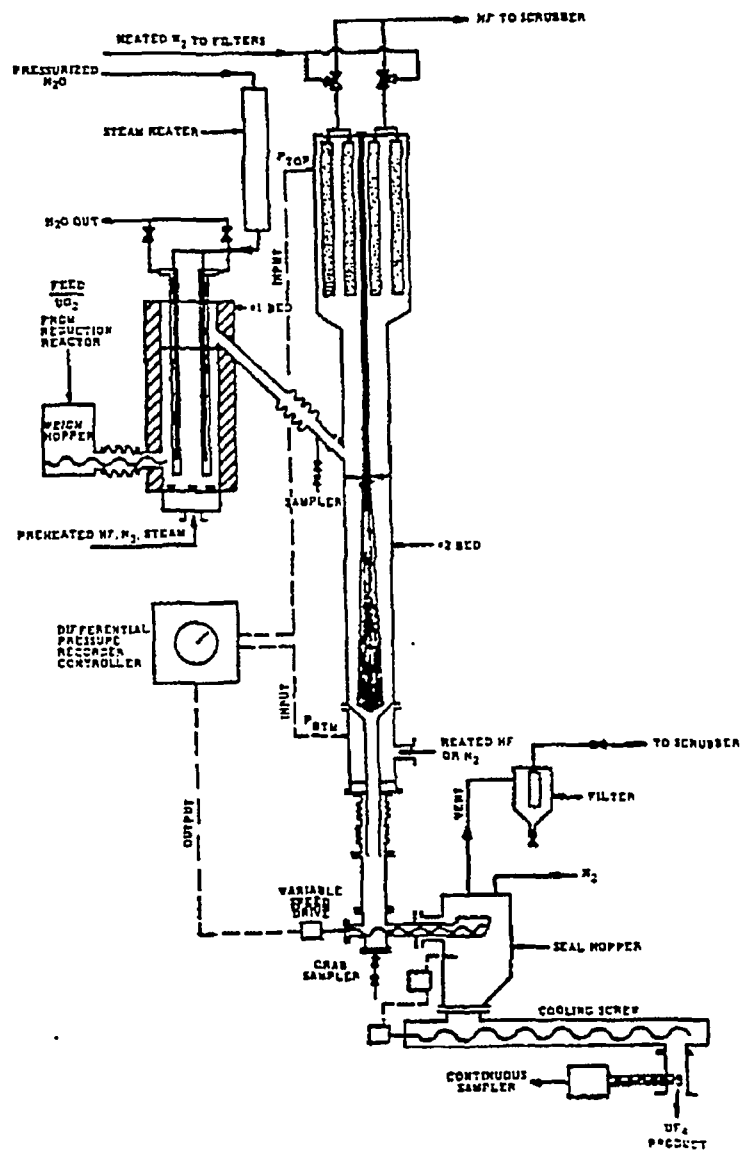 HF TO SCRUBBER
HEATED N2 TO FILTERS
PRESSURIZED
H2O
STEAM HEATER
PTOP
H2O OUT
INPUT
FEED
UO2
FROM
REDUCTION
REACTOR
#1 BED
WEIGH
HOPPER
SAMPLER
PREHEATED HF, N2, STEAM
#2 BED
DIFFERENTIAL
PRESSURE
RECORDER
CONTROLLER
INPUT
PBTM
HEATED HF
OR N2
TO SCRUBBER
FILTER
VENT
OUTPUT
N2
VARIABLE
SPEED
DRIVE
SEAL HOPPER
GRAB
SAMPLER
COOLING SCREW
CONTINUOUS
SAMPLER
UF4
PRODUCT